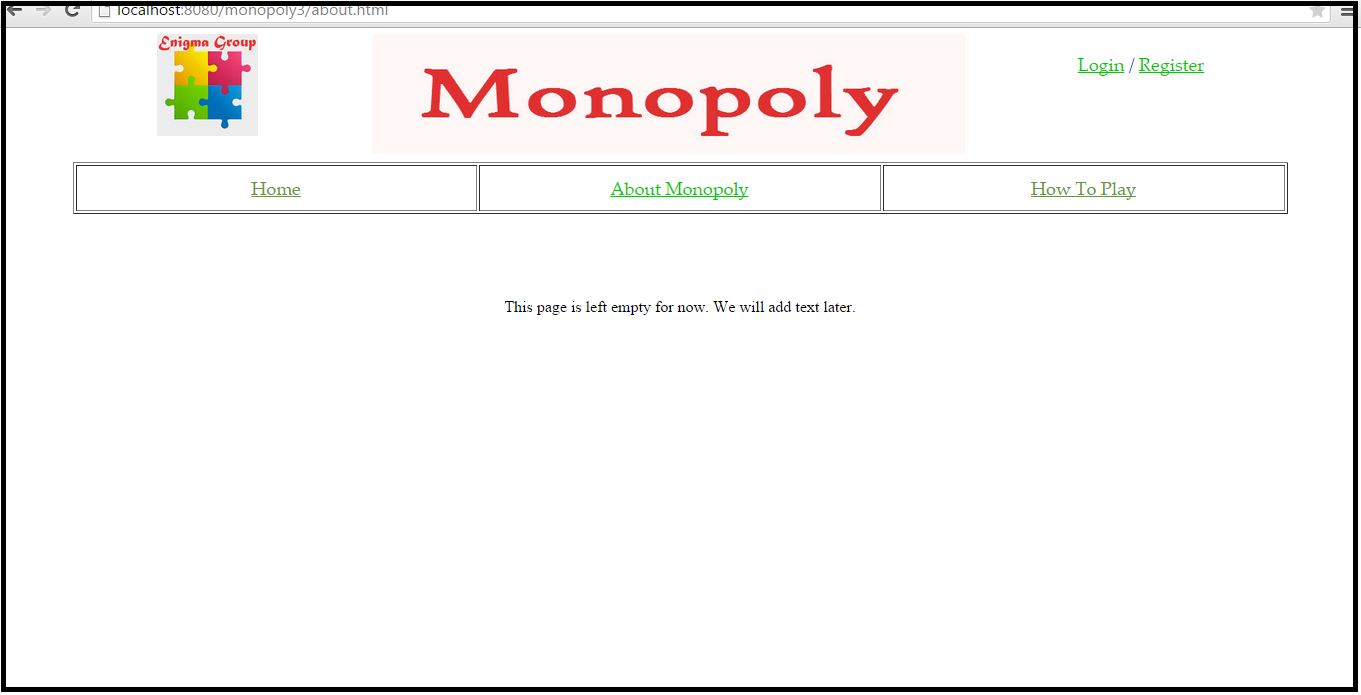 localhost:8080/monopoly3/about.html
Enigma Group
Monopoly
Login / Register
Home About Monopoly How To Play
This page is left empty for now. We will add text later.